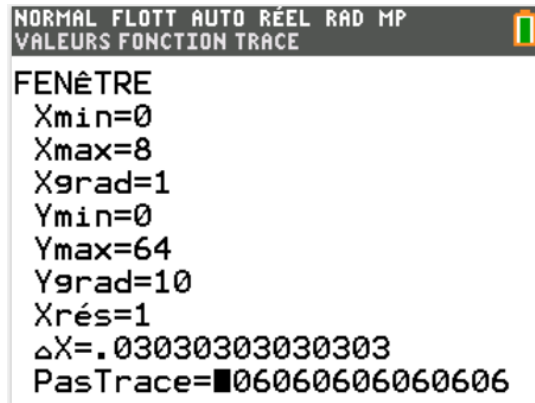 NORMAL FLOTT AUTO RÉEL RAD MP
VALEURS FONCTION TRACE
FENÊTRE
Xmin=0
Xmax=8
Xgrad=1
Ymin=0
Ymax=64
Ygrad=10
Xrés=1
△X=.03030303030303
PasTrace=█06060606060606